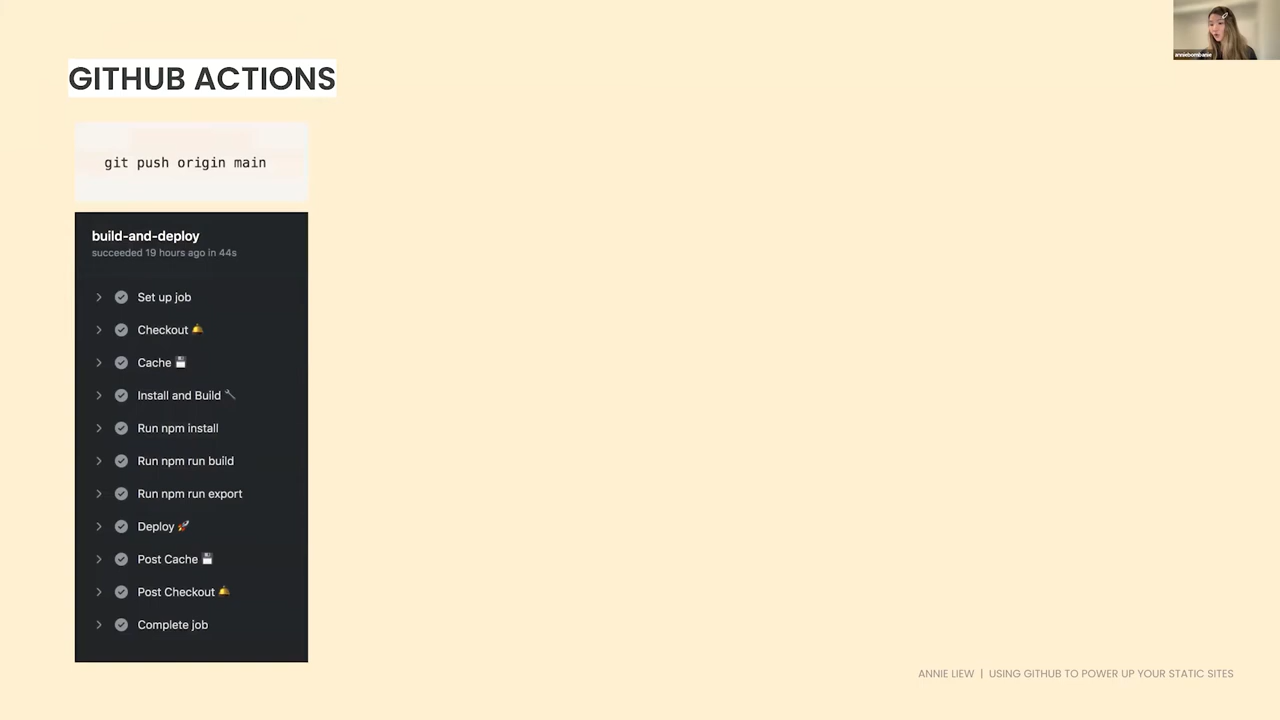 GITHUB ACTIONS
git push origin main
build-and-deploy
succeeded 19 hours ago in 44s
Set up job
Checkout 🛎️
Cache 💾
Install and Build 🔧
Run npm install
Run npm run build
Run npm run export
Deploy 🚀
Post Cache 💾
Post Checkout 🛎️
Complete job
ANNIE LIEW | USING GITHUB TO POWER UP YOUR STATIC SITES
anniebombanie